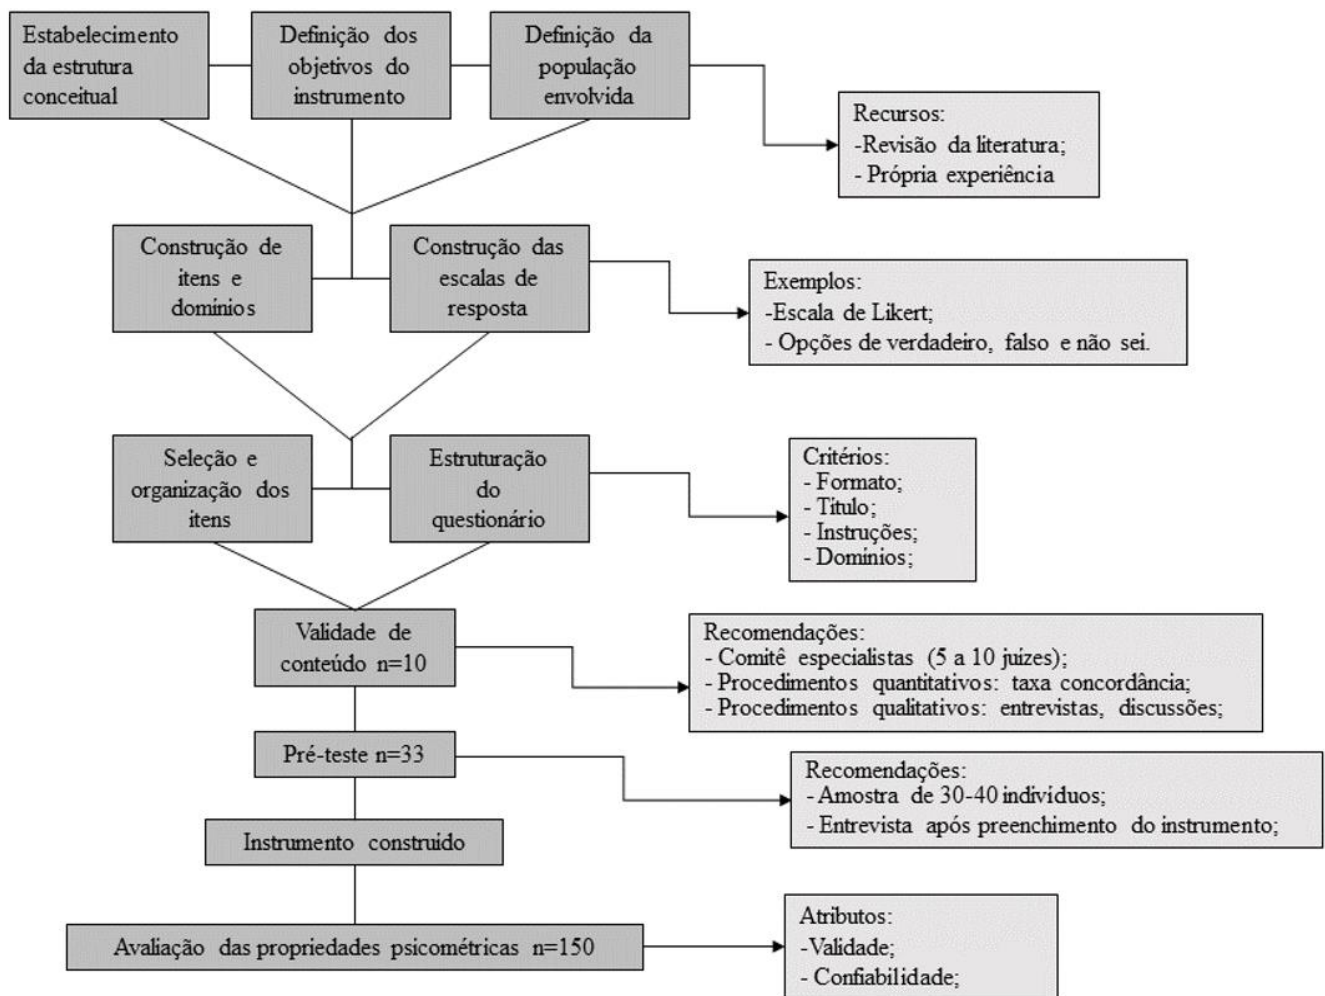 Estabelecimento
da estrutura
conceitual
Definição dos
objetivos do
instrumento
Definição da
população
envolvida
Recursos:
-Revisão da literatura;
- Própria experiência
Construção de
itens e
domínios
Construção das
escalas de
resposta
Exemplos:
-Escala de Likert;
- Opções de verdadeiro, falso e não sei.
Seleção e
organização dos
itens
Estruturação
do
questionário
Critérios:
- Formato;
- Título;
- Instruções;
- Domínios;
Validade de
conteúdo n=10
Recomendações:
- Comitê especialistas (5 a 10 juízes);
- Procedimentos quantitativos: taxa concordância;
- Procedimentos qualitativos: entrevistas, discussões;
Pré-teste n=33
Recomendações:
- Amostra de 30-40 indivíduos;
- Entrevista após preenchimento do instrumento;
Instrumento construído
Avaliação das propriedades psicométricas n=150
Atributos:
-Validade;
- Confiabilidade;